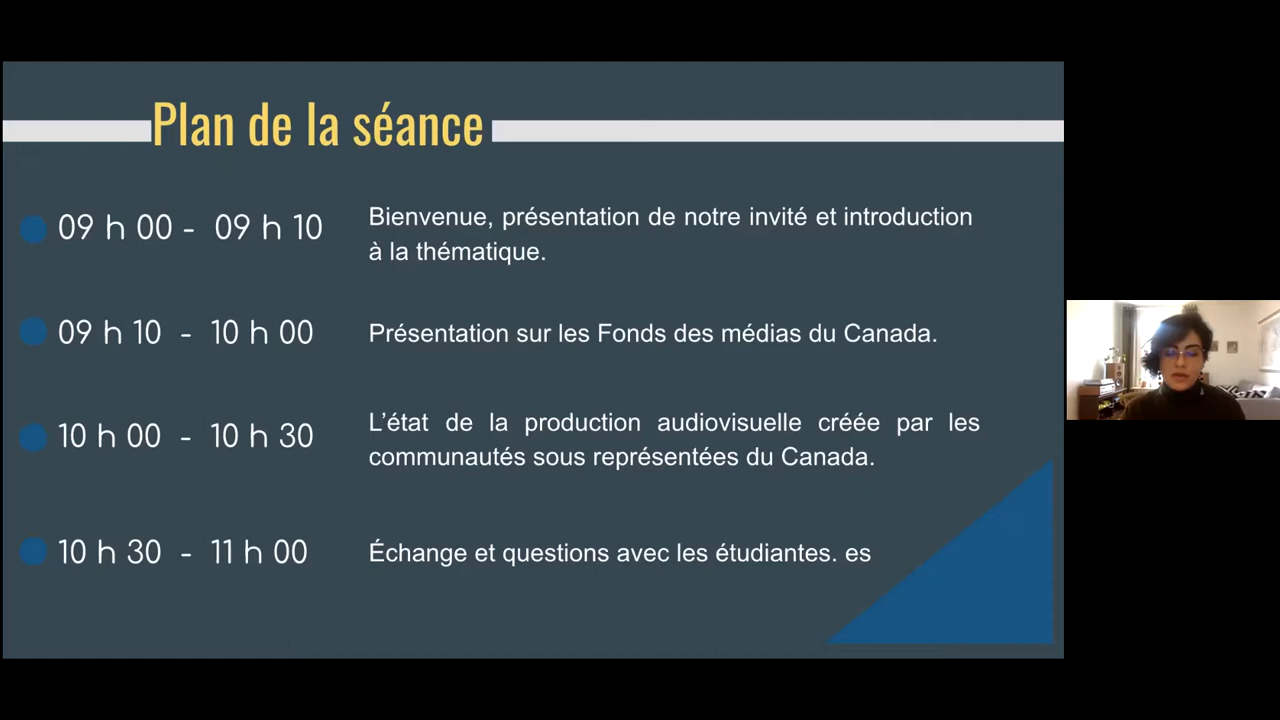 Plan de la séance
09 h 00 - 09 h 10
Bienvenue, présentation de notre invité et introduction
à la thématique.
09 h 10 - 10 h 00
Présentation sur les Fonds des médias du Canada.
10 h 00 - 10 h 30
L’état de la production audiovisuelle créée par les
communautés sous représentées du Canada.
10 h 30 - 11 h 00
Échange et questions avec les étudiantes. es